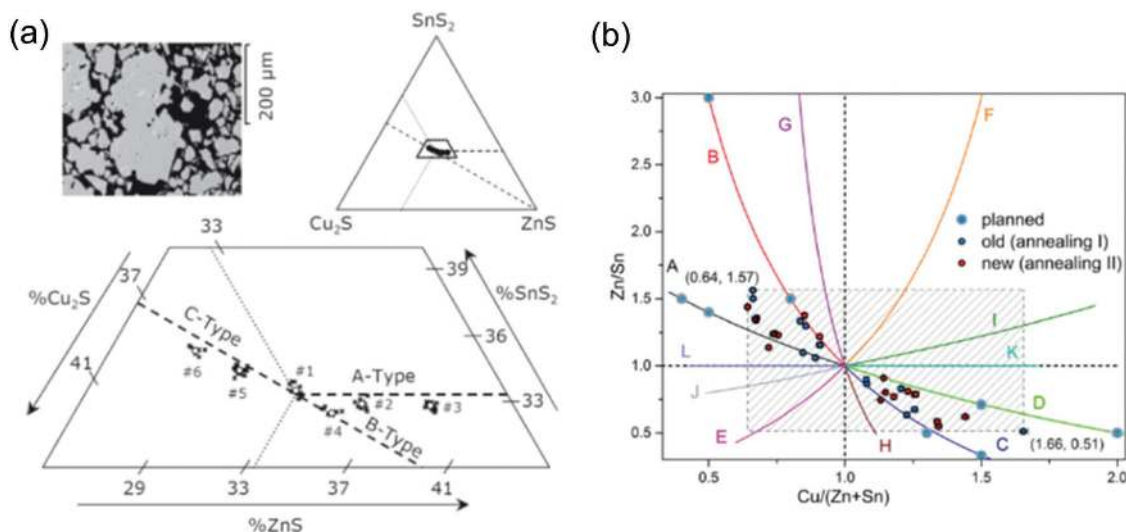 (a)
200 µm
SnS₂
Cu₂S
ZnS
33
37
39
%Cu₂S
%SnS₂
C-Type
36
41
#6
#5
#1
A-Type
#2
#3
33
#4
B-Type
29
33
37
41
%ZnS
(b)
3.0
2.5
2.0
1.5
1.0
0.5
Zn/Sn
B
G
F
planned
old (annealing I)
new (annealing II)
A
(0.64, 1.57)
I
L
K
J
D
E
H
C
(1.66, 0.51)
0.5
1.0
1.5
2.0
Cu/(Zn+Sn)